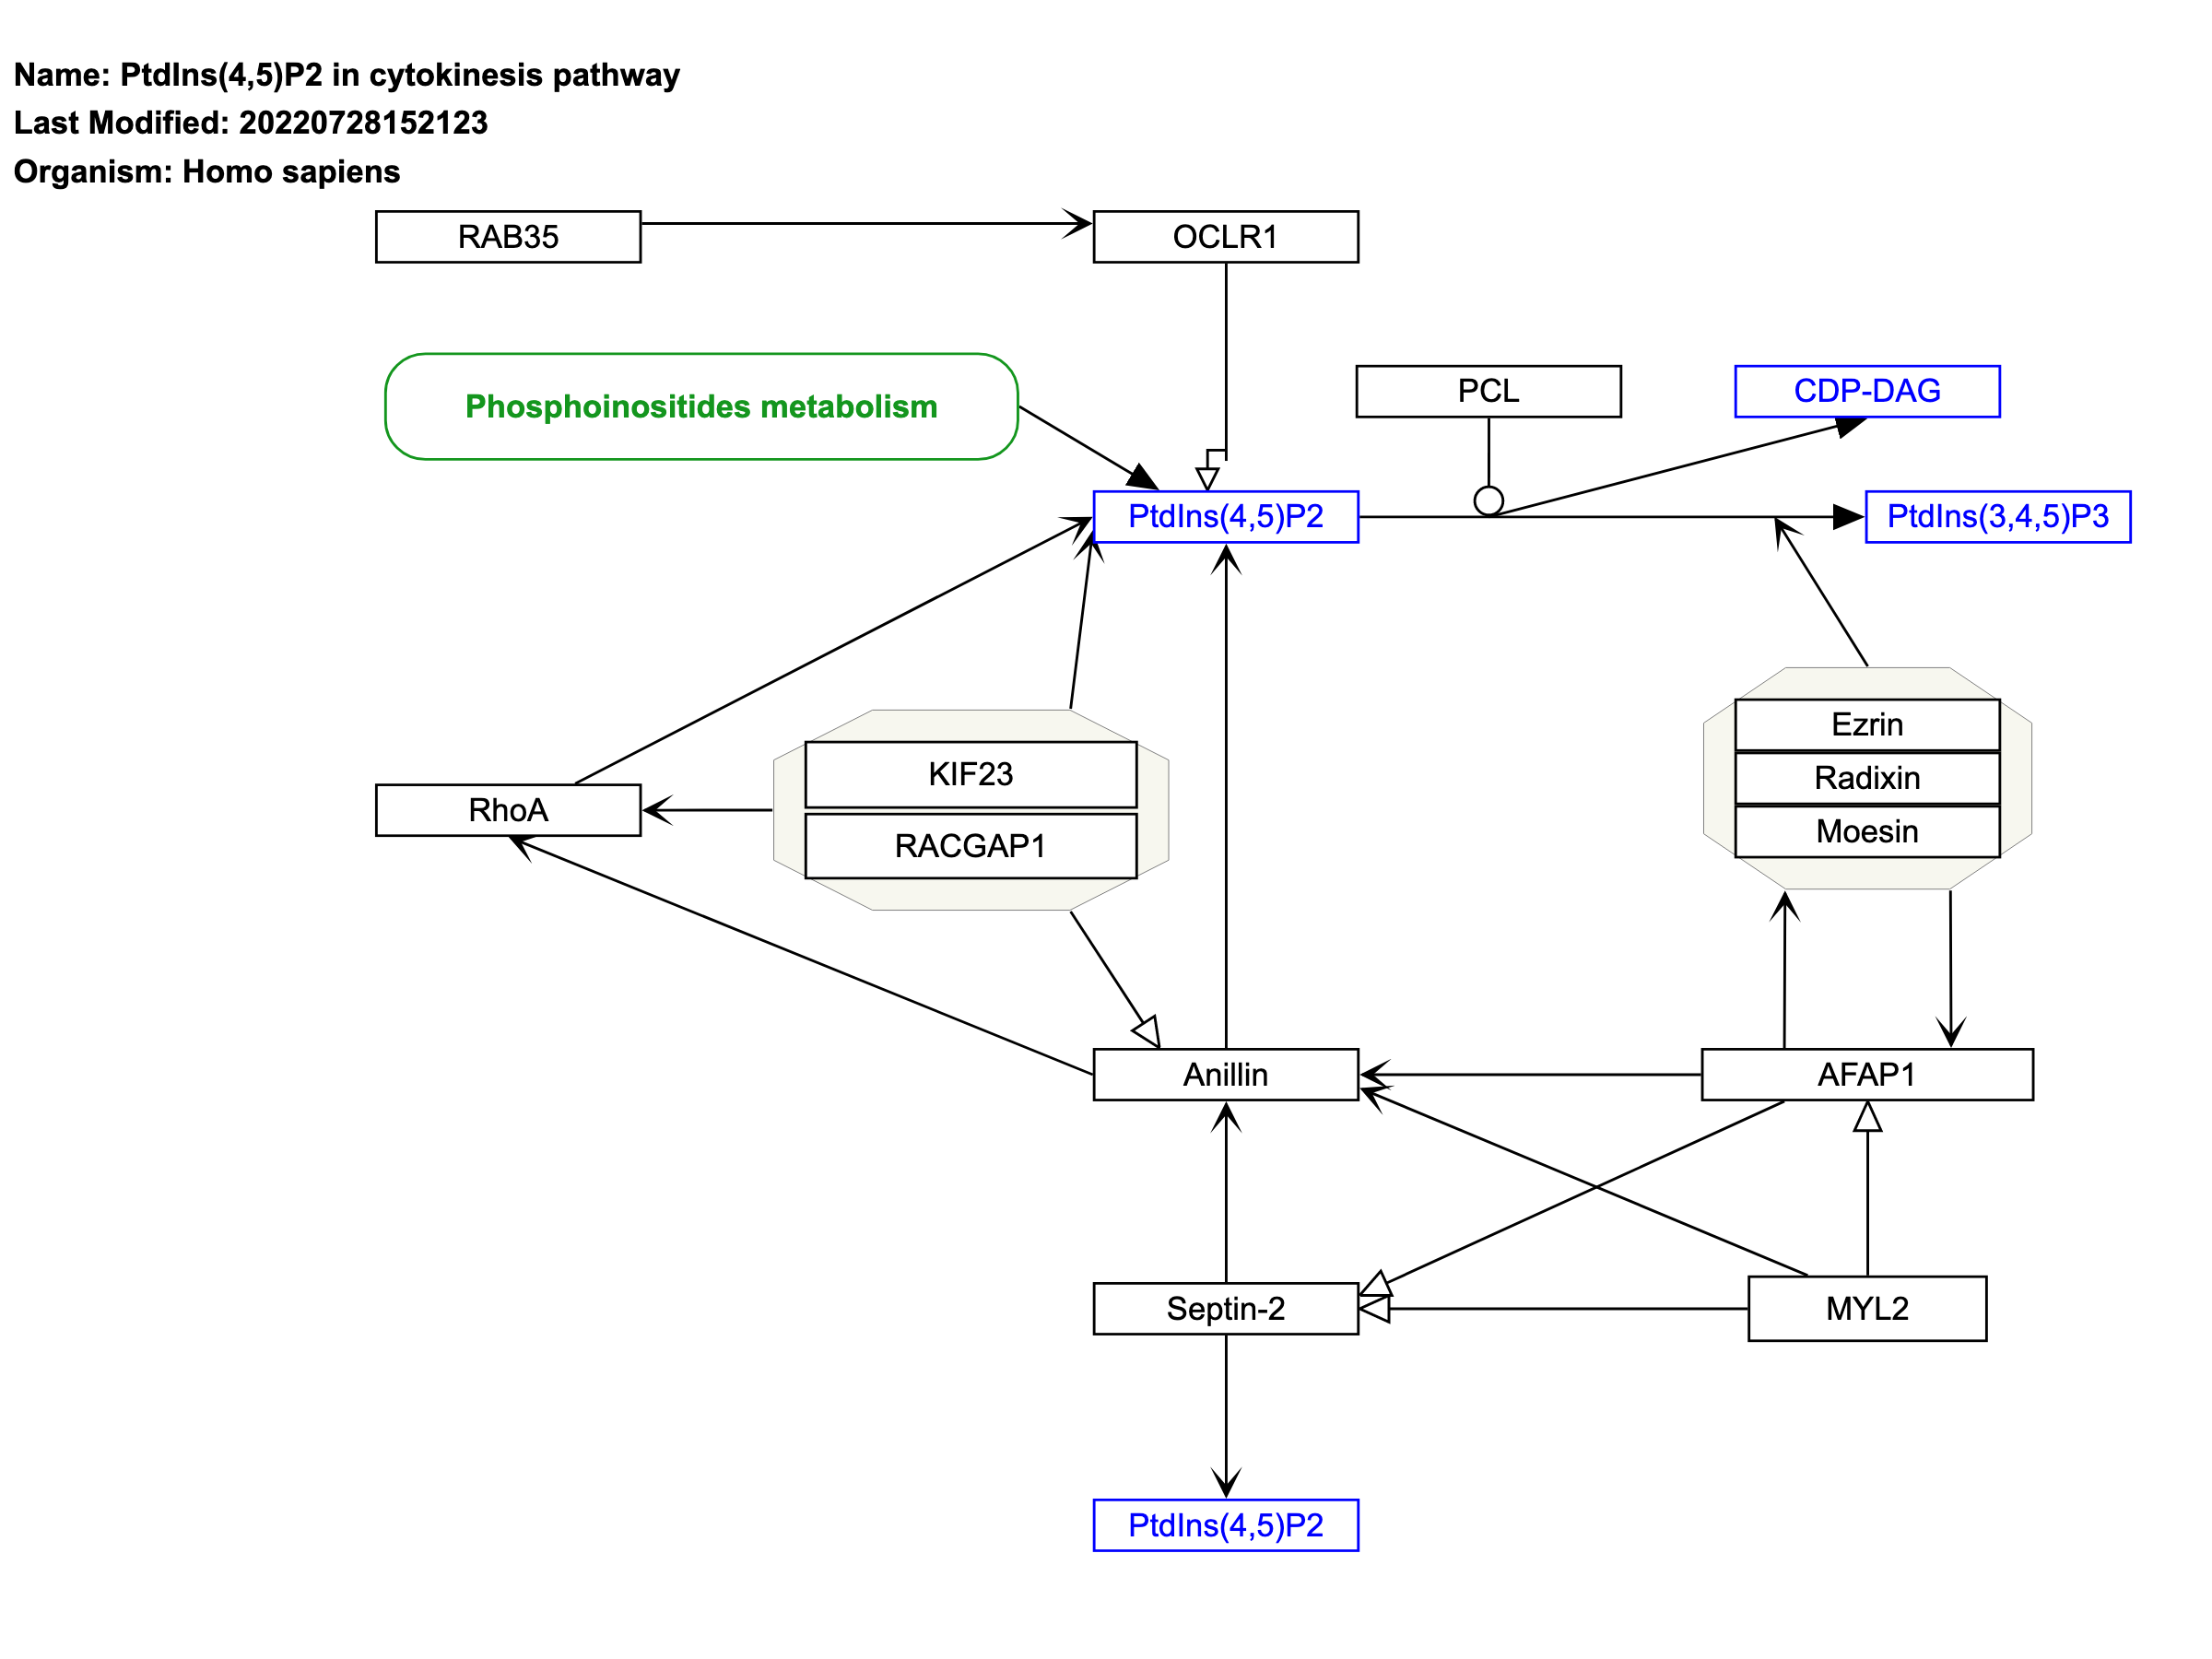 Name: PtdIns(4,5)P2 in cytokinesis pathway
Last Modified: 20220728152123
Organism: Homo sapiens
RAB35
OCLR1
Phosphoinositides metabolism
PCL
CDP-DAG
PtdIns(4,5)P2
PtdIns(3,4,5)P3
Ezrin
KIF23
Radixin
RhoA
Moesin
RACGAP1
Anillin
AFAP1
Septin-2
MYL2
PtdIns(4,5)P2